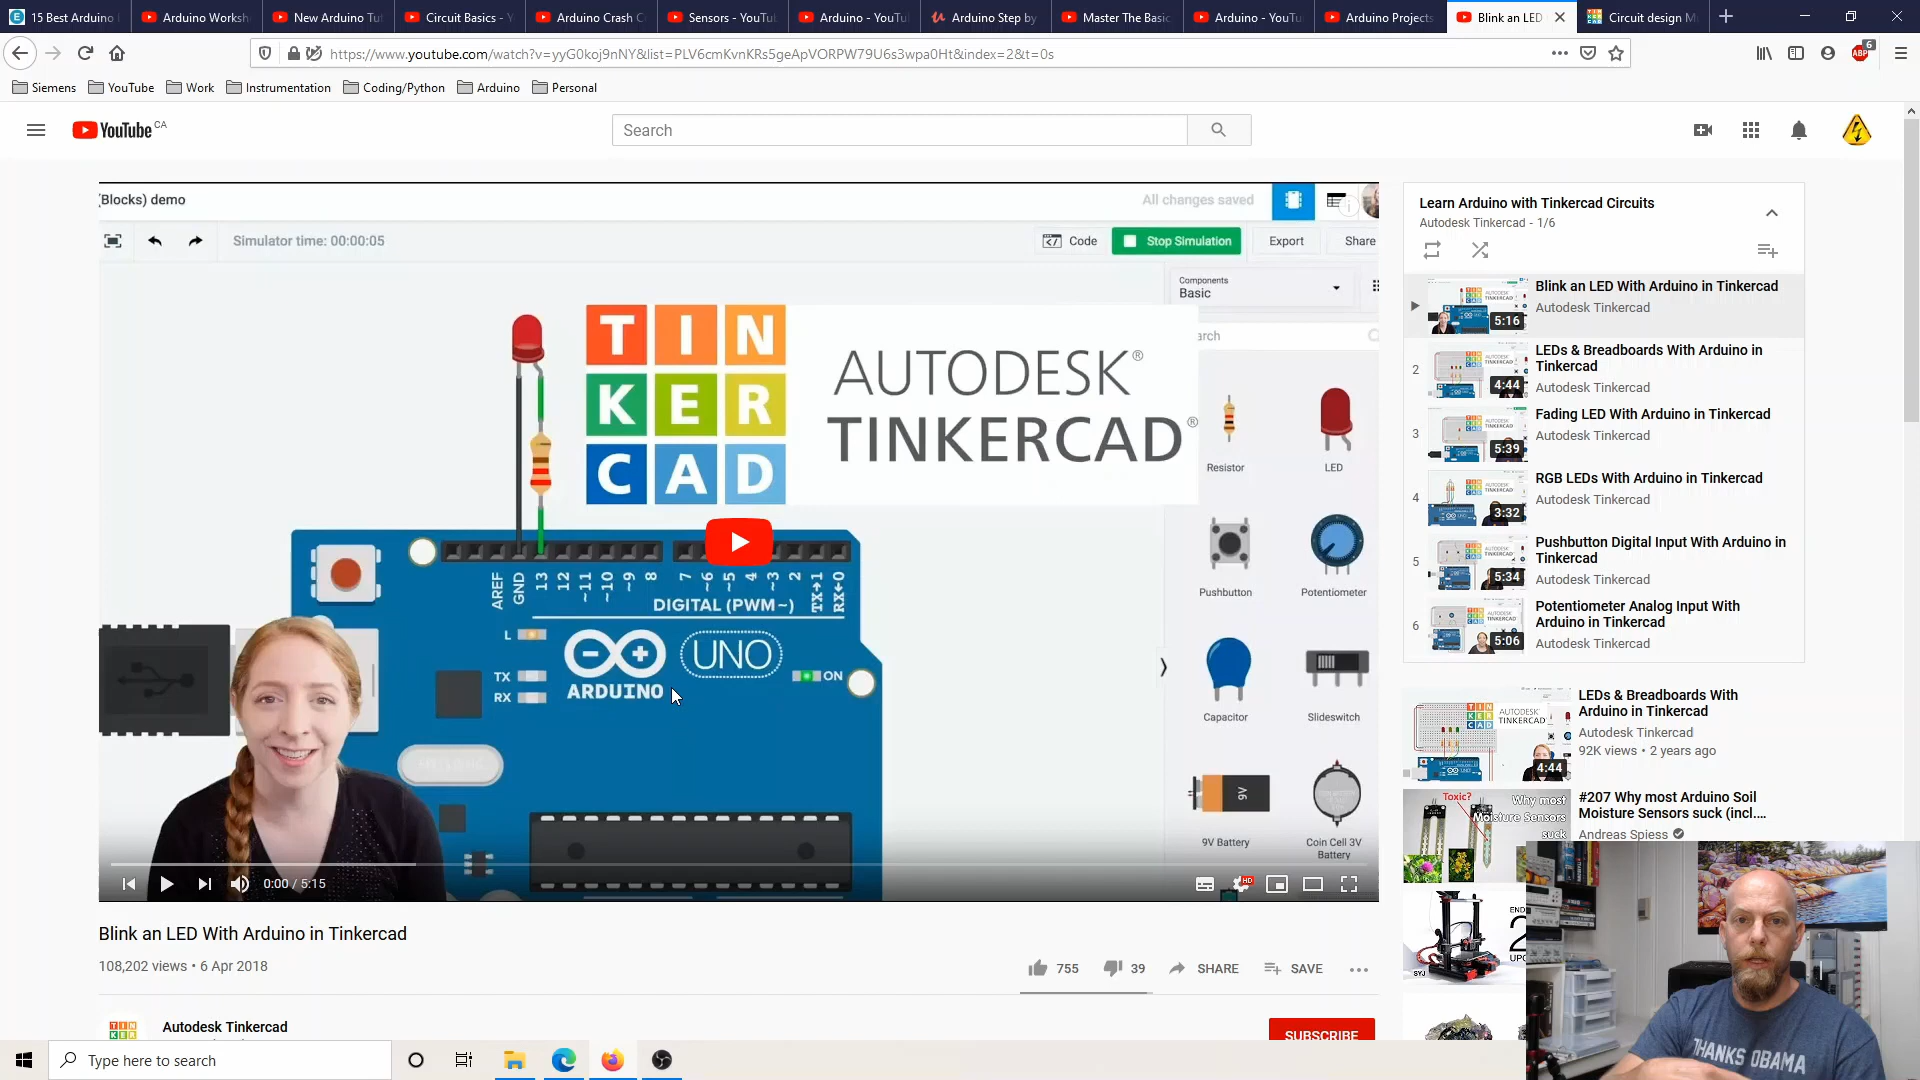 15 Best Arduino
Arduino Worksh
New Arduino Tut
Circuit Basics - Y
Arduino Crash C
Sensors - YouTu
Arduino - YouTu
Arduino Step by
Master The Basic
Arduino - YouTu
Arduino Projects
Blink an LED
Circuit design M
https://www.youtube.com/watch?v=yyG0koj9nNY&list=PLV6cmKvnKRs5geApVORPW79U6s3wpa0Ht&index=2&t=0s
ABP
6
Siemens
YouTube
Work
Instrumentation
Coding/Python
Arduino
Personal
YouTube CA
Search
(Blocks) demo
All changes saved
Simulator time: 00:00:05
Code
Stop Simulation
Export
Share
Components
Basic
arch
TIN
KER
CAD
AUTODESK®
TINKERCAD®
Resistor
LED
Pushbutton
Potentiometer
Capacitor
Slideswitch
9V
9V Battery
Coin Cell 3V
Battery
AREF
GND
13
12
~11
~10
~9
8
7
~6
~5
4
~3
2
TX→1
RX←0
DIGITAL (PWM~)
L
TX
RX
UNO
ON
ARDUINO
0:00 / 5:15
HD
Blink an LED With Arduino in Tinkercad
108,202 views • 6 Apr 2018
755
39
SHARE
SAVE
TIN
KER
Autodesk Tinkercad
SUBSCRIBE
Learn Arduino with Tinkercad Circuits
Autodesk Tinkercad - 1/6
5:16
Blink an LED With Arduino in Tinkercad
Autodesk Tinkercad
2
4:44
LEDs & Breadboards With Arduino in
Tinkercad
Autodesk Tinkercad
3
5:39
Fading LED With Arduino in Tinkercad
Autodesk Tinkercad
4
3:32
RGB LEDs With Arduino in Tinkercad
Autodesk Tinkercad
5
5:34
Pushbutton Digital Input With Arduino in
Tinkercad
Autodesk Tinkercad
6
5:06
Potentiometer Analog Input With
Arduino in Tinkercad
Autodesk Tinkercad
4:44
LEDs & Breadboards With
Arduino in Tinkercad
Autodesk Tinkercad
92K views • 2 years ago
Toxic?
Why most
Moisture Sensors
suck
#207 Why most Arduino Soil
Moisture Sensors suck (incl....
Andreas Spiess
END
2
UPG
SYJ
THANKS OBAMA
Type here to search